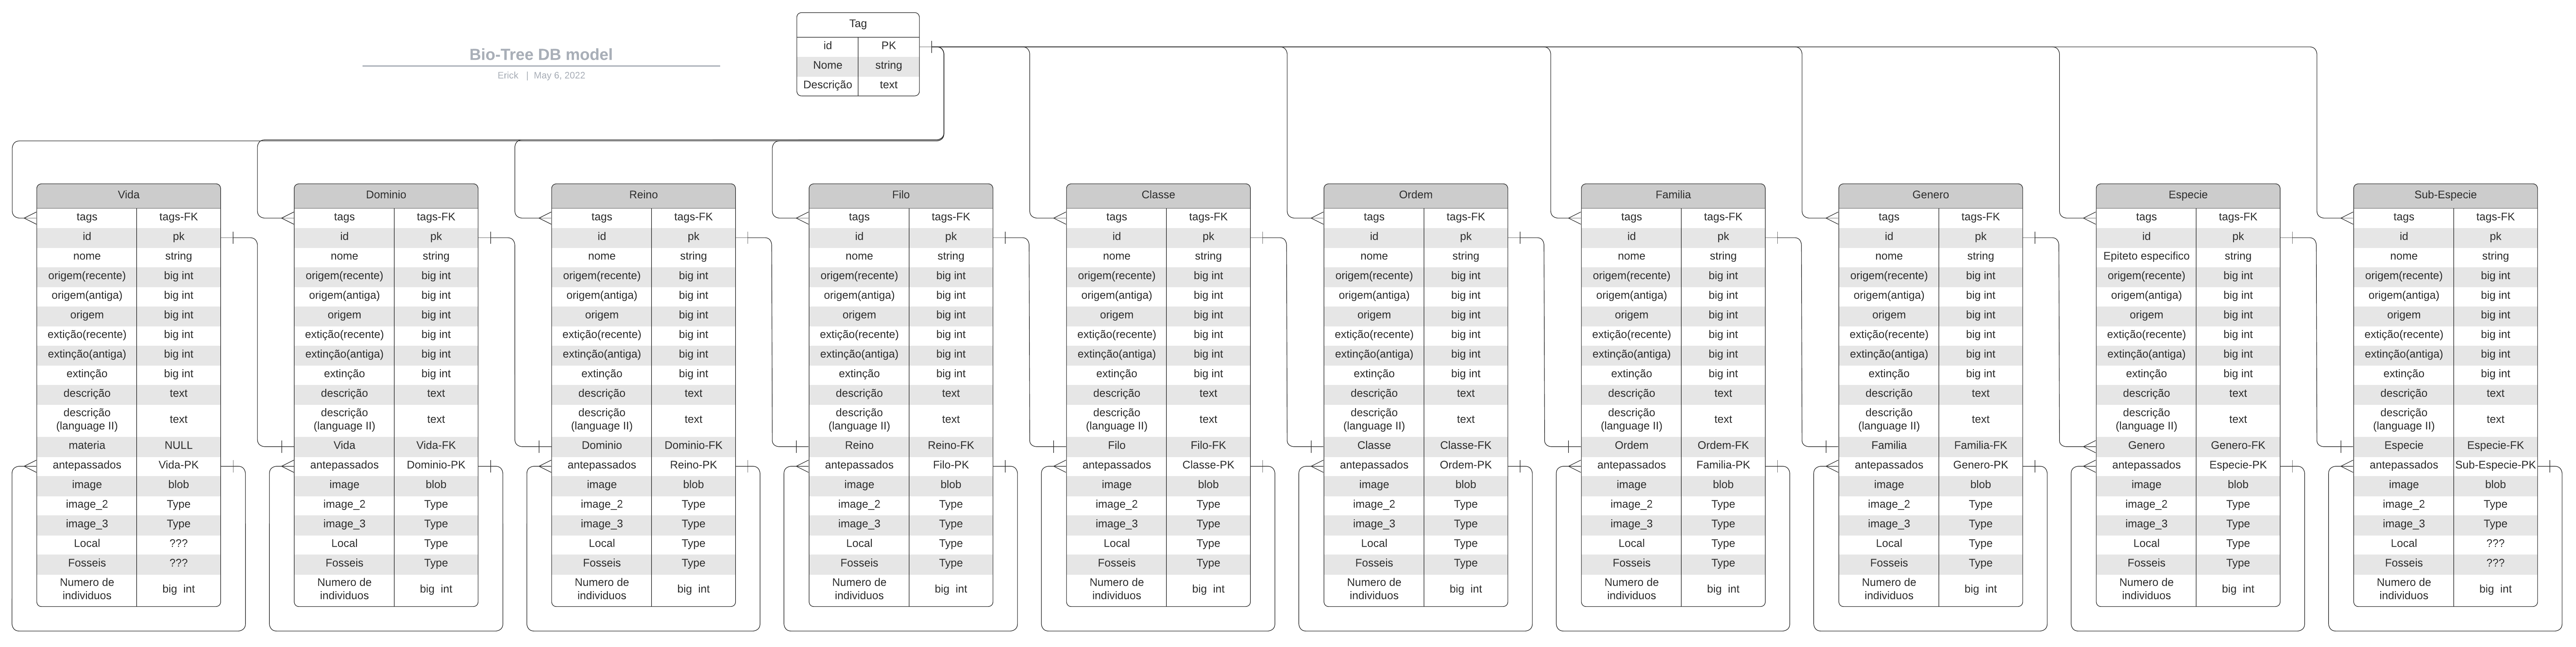 Tag
id PK
Nome string
Descrição text
Bio-Tree DB model
Erick | May 6, 2022
Vida
tags tags-FK
id pk
nome string
origem(recente) big int
origem(antiga) big int
origem big int
extição(recente) big int
extinção(antiga) big int
extinção big int
descrição text
descrição
(language II) text
materia NULL
antepassados Vida-PK
image blob
image_2 Type
image_3 Type
Local ???
Fosseis ???
Numero de
individuos big int
Dominio
tags tags-FK
id pk
nome string
origem(recente) big int
origem(antiga) big int
origem big int
extição(recente) big int
extinção(antiga) big int
extinção big int
descrição text
descrição
(language II) text
Vida Vida-FK
antepassados Dominio-PK
image blob
image_2 Type
image_3 Type
Local Type
Fosseis Type
Numero de
individuos big int
Reino
tags tags-FK
id pk
nome string
origem(recente) big int
origem(antiga) big int
origem big int
extição(recente) big int
extinção(antiga) big int
extinção big int
descrição text
descrição
(language II) text
Dominio Dominio-FK
antepassados Reino-PK
image blob
image_2 Type
image_3 Type
Local Type
Fosseis Type
Numero de
individuos big int
Filo
tags tags-FK
id pk
nome string
origem(recente) big int
origem(antiga) big int
origem big int
extição(recente) big int
extinção(antiga) big int
extinção big int
descrição text
descrição
(language II) text
Reino Reino-FK
antepassados Filo-PK
image blob
image_2 Type
image_3 Type
Local Type
Fosseis Type
Numero de
individuos big int
Classe
tags tags-FK
id pk
nome string
origem(recente) big int
origem(antiga) big int
origem big int
extição(recente) big int
extinção(antiga) big int
extinção big int
descrição text
descrição
(language II) text
Filo Filo-FK
antepassados Classe-PK
image blob
image_2 Type
image_3 Type
Local Type
Fosseis Type
Numero de
individuos big int
Ordem
tags tags-FK
id pk
nome string
origem(recente) big int
origem(antiga) big int
origem big int
extição(recente) big int
extinção(antiga) big int
extinção big int
descrição text
descrição
(language II) text
Classe Classe-FK
antepassados Ordem-PK
image blob
image_2 Type
image_3 Type
Local Type
Fosseis Type
Numero de
individuos big int
Familia
tags tags-FK
id pk
nome string
origem(recente) big int
origem(antiga) big int
origem big int
extição(recente) big int
extinção(antiga) big int
extinção big int
descrição text
descrição
(language II) text
Ordem Ordem-FK
antepassados Familia-PK
image blob
image_2 Type
image_3 Type
Local Type
Fosseis Type
Numero de
individuos big int
Genero
tags tags-FK
id pk
nome string
origem(recente) big int
origem(antiga) big int
origem big int
extição(recente) big int
extinção(antiga) big int
extinção big int
descrição text
descrição
(language II) text
Familia Familia-FK
antepassados Genero-PK
image blob
image_2 Type
image_3 Type
Local Type
Fosseis Type
Numero de
individuos big int
Especie
tags tags-FK
id pk
Epiteto especifico string
origem(recente) big int
origem(antiga) big int
origem big int
extição(recente) big int
extinção(antiga) big int
extinção big int
descrição text
descrição
(language II) text
Genero Genero-FK
antepassados Especie-PK
image blob
image_2 Type
image_3 Type
Local Type
Fosseis Type
Numero de
individuos big int
Sub-Especie
tags tags-FK
id pk
nome string
origem(recente) big int
origem(antiga) big int
origem big int
extição(recente) big int
extinção(antiga) big int
extinção big int
descrição text
descrição
(language II) text
Especie Especie-FK
antepassados Sub-Especie-PK
image blob
image_2 Type
image_3 Type
Local ???
Fosseis ???
Numero de
individuos big int